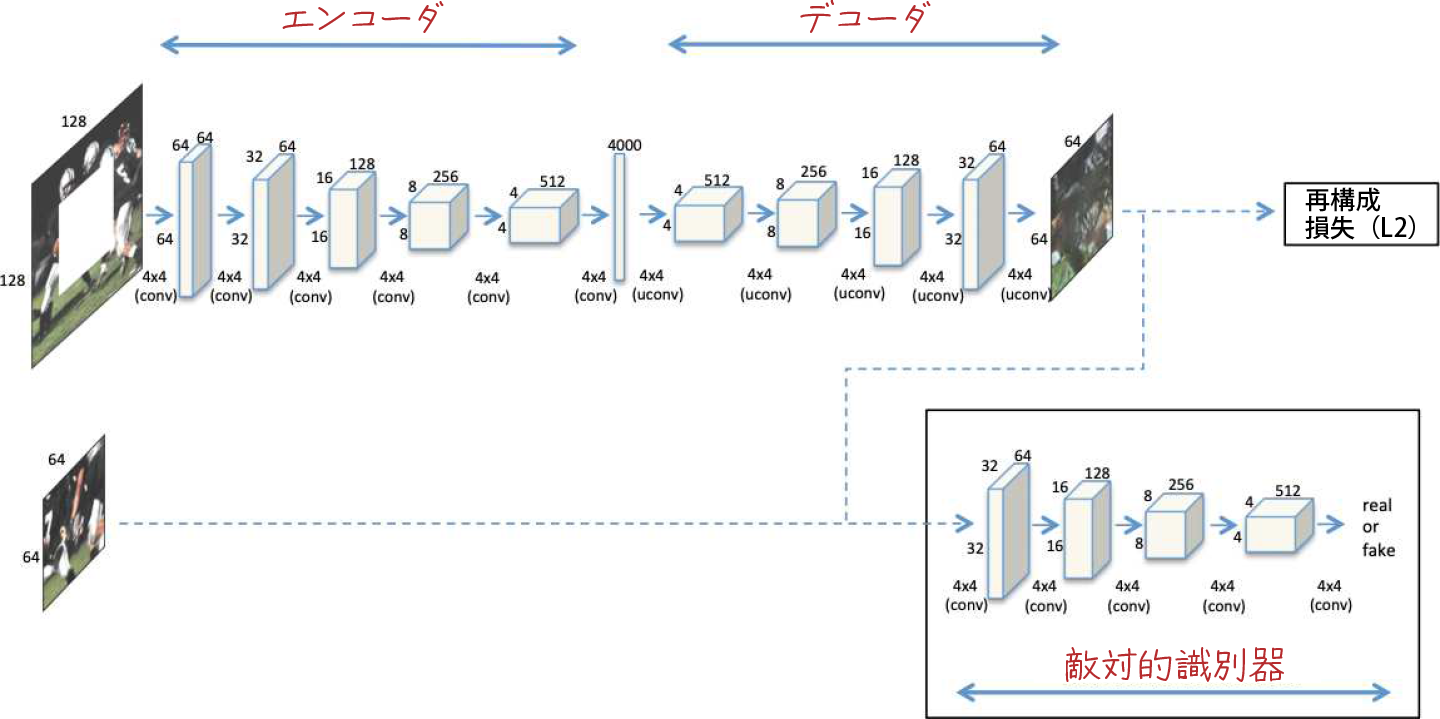 エンコーダ
デコーダ
128
128
64
64
64
4x4
(conv)
32
64
32
4x4
(conv)
16
128
16
4x4
(conv)
8
256
8
4x4
(conv)
4
512
4
4x4
(conv)
4000
4x4
(conv)
4
512
4
4x4
(uconv)
8
256
8
4x4
(uconv)
16
128
16
4x4
(uconv)
32
64
32
4x4
(uconv)
64
64
4x4
(uconv)
再構成
損失（L2）
64
64
32
64
32
4x4
(conv)
16
128
16
4x4
(conv)
8
256
8
4x4
(conv)
4
512
4
4x4
(conv)
real
or
fake
4x4
(conv)
敵対的識別器